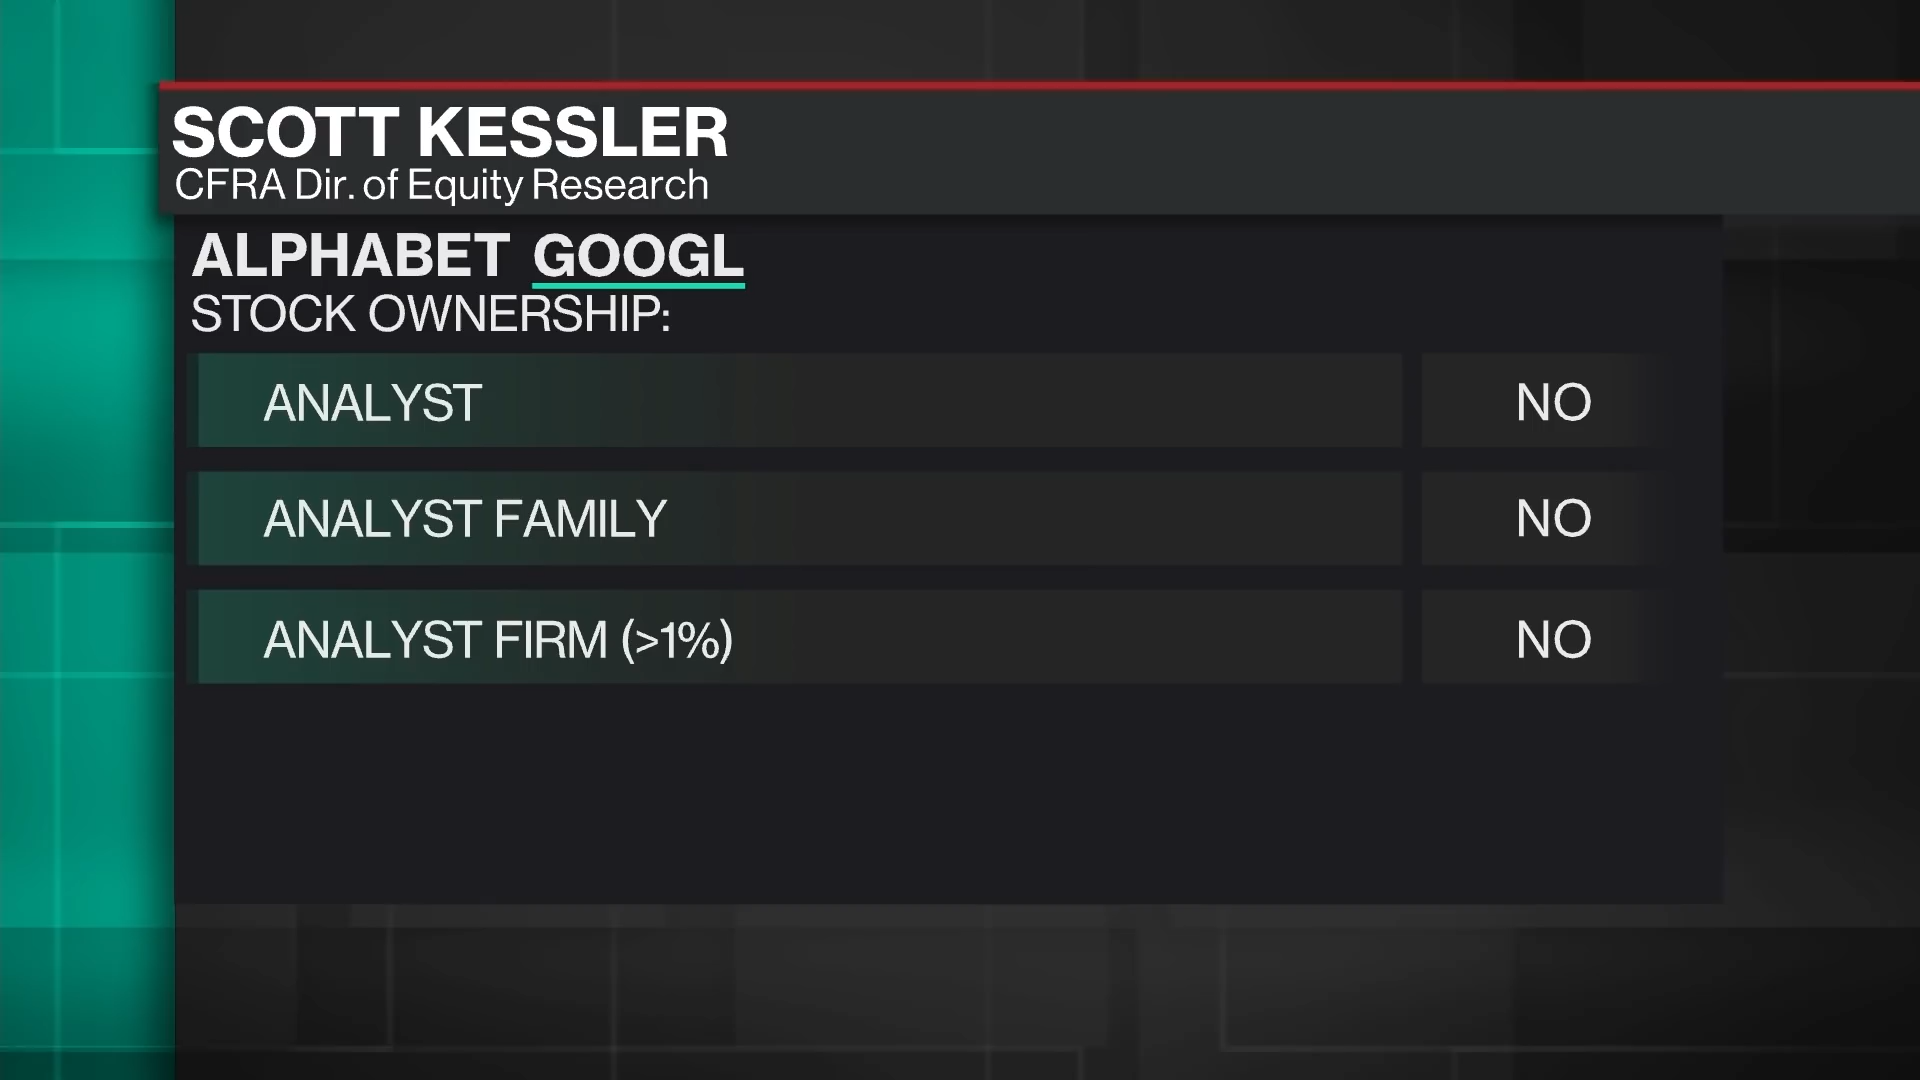 SCOTT KESSLER
CFRA Dir. of Equity Research
ALPHABET GOOGL
STOCK OWNERSHIP:
ANALYST NO
ANALYST FAMILY NO
ANALYST FIRM (>1%) NO